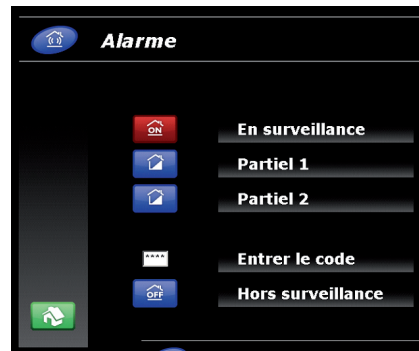 Alarme
ON
En surveillance
Partiel 1
Partiel 2
****
Entrer le code
OFF
Hors surveillance